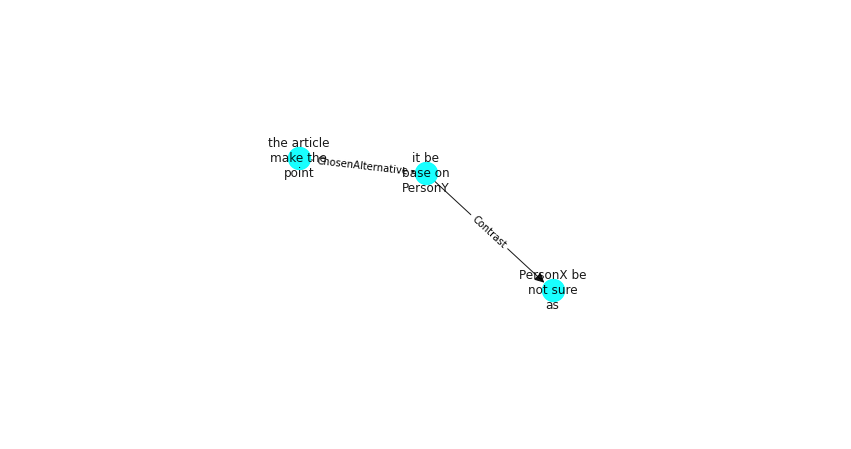 the article
make the
point
ChosenAlternative
it be
base on
PersonY
Contrast
PersonX be
not sure
as